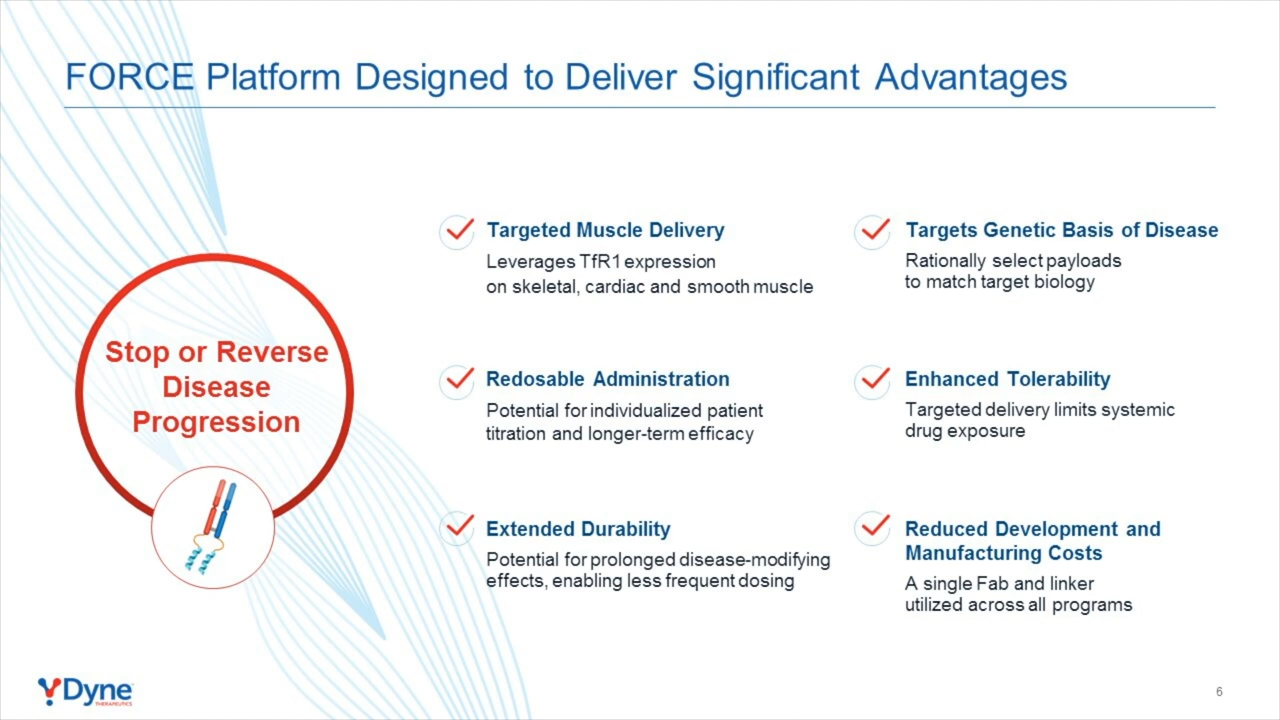 FORCE Platform Designed to Deliver Significant Advantages
Stop or Reverse
Disease
Progression
Targeted Muscle Delivery
Leverages TfR1 expression
on skeletal, cardiac and smooth muscle
Targets Genetic Basis of Disease
Rationally select payloads
to match target biology
Redosable Administration
Potential for individualized patient
titration and longer-term efficacy
Enhanced Tolerability
Targeted delivery limits systemic
drug exposure
Extended Durability
Potential for prolonged disease-modifying
effects, enabling less frequent dosing
Reduced Development and
Manufacturing Costs
A single Fab and linker
utilized across all programs
Dyne
THERAPEUTICS
6